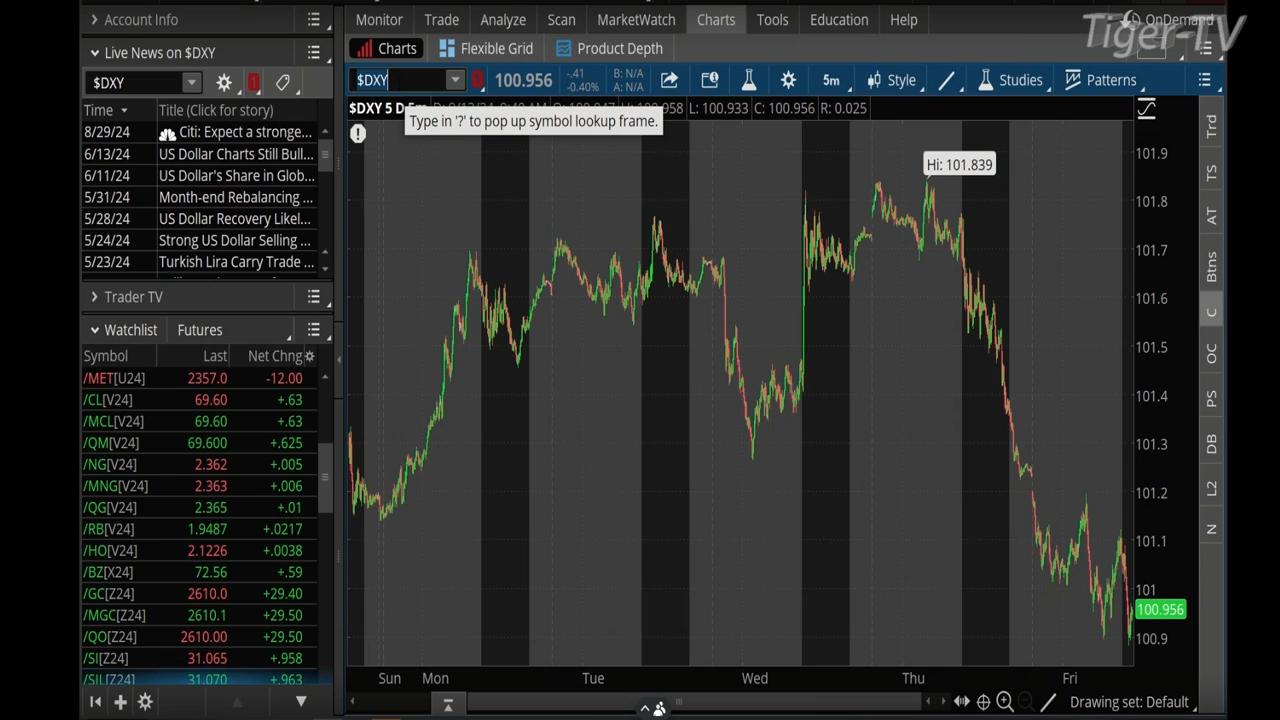 Account Info
Monitor Trade Analyze Scan MarketWatch Charts Tools Education Help OnDemand
Tiger-TV
Live News on $DXY
Charts Flexible Grid Product Depth
$DXY
$DXY 100.956 -.41 -0.40% B: N/A A: N/A 5m Style Studies Patterns
Time Title (Click for story)
$DXY 5 D 5m L: 100.933 C: 100.956 R: 0.025
Type in '?' to pop up symbol lookup frame.
8/29/24 Citi: Expect a stronge...
6/13/24 US Dollar Charts Still Bull...
6/11/24 US Dollar's Share in Glob...
5/31/24 Month-end Rebalancing ...
5/28/24 US Dollar Recovery Likel...
5/24/24 Strong US Dollar Selling ...
5/23/24 Turkish Lira Carry Trade ...
Trader TV
Watchlist Futures
Symbol Last Net Chng
/MET[U24] 2357.0 -12.00
/CL[V24] 69.60 +.63
/MCL[V24] 69.60 +.63
/QM[V24] 69.600 +.625
/NG[V24] 2.362 +.005
/MNG[V24] 2.363 +.006
/QG[V24] 2.365 +.01
/RB[V24] 1.9487 +.0217
/HO[V24] 2.1226 +.0038
/BZ[X24] 72.56 +.59
/GC[Z24] 2610.0 +29.40
/MGC[Z24] 2610.1 +29.50
/QO[Z24] 2610.00 +29.50
/SI[Z24] 31.065 +.958
/SIL[Z24] 31.070 +.963
Hi: 101.839
101.9
101.8
101.7
101.6
101.5
101.4
101.3
101.2
101.1
101
100.956
100.9
Sun Mon Tue Wed Thu Fri
Trd
TS
AT
Btns
C
OC
PS
DB
L2
N
Drawing set: Default